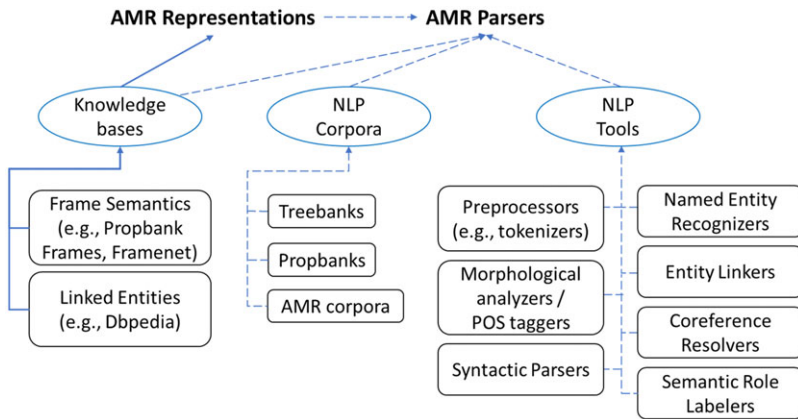 AMR Representations
AMR Parsers
Knowledge
bases
NLP
Corpora
NLP
Tools
Frame Semantics
(e.g., Propbank
Frames, Framenet)
Linked Entities
(e.g., Dbpedia)
Treebanks
Propbanks
AMR corpora
Preprocessors
(e.g., tokenizers)
Morphological
analyzers /
POS taggers
Syntactic Parsers
Named Entity
Recognizers
Entity Linkers
Coreference
Resolvers
Semantic Role
Labelers